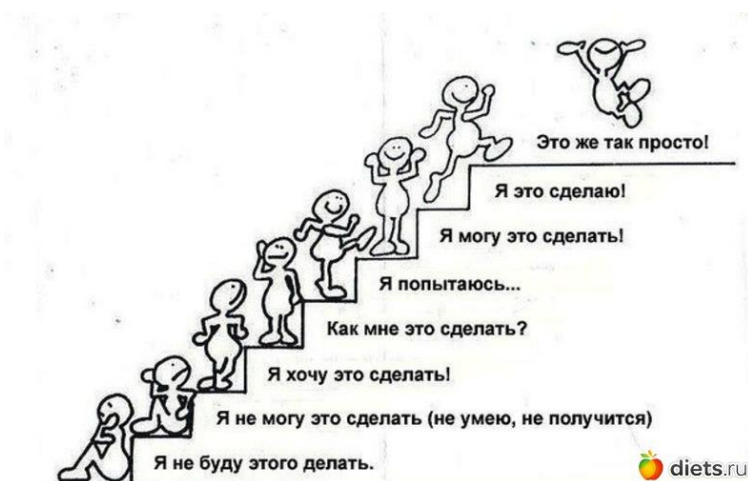 Это же так просто!
Я это сделаю!
Я могу это сделать!
Я попытаюсь...
Как мне это сделать?
Я хочу это сделать!
Я не могу это сделать (не умею, не получится)
Я не буду этого делать.
diets.ru